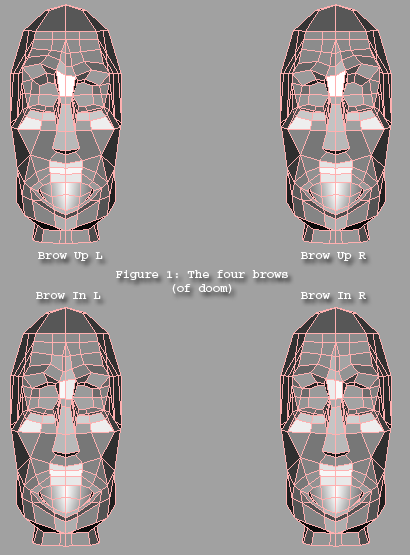 Brow Up L
Brow Up R
Figure 1: The four brows
(of doom)
Brow In L
Brow In R